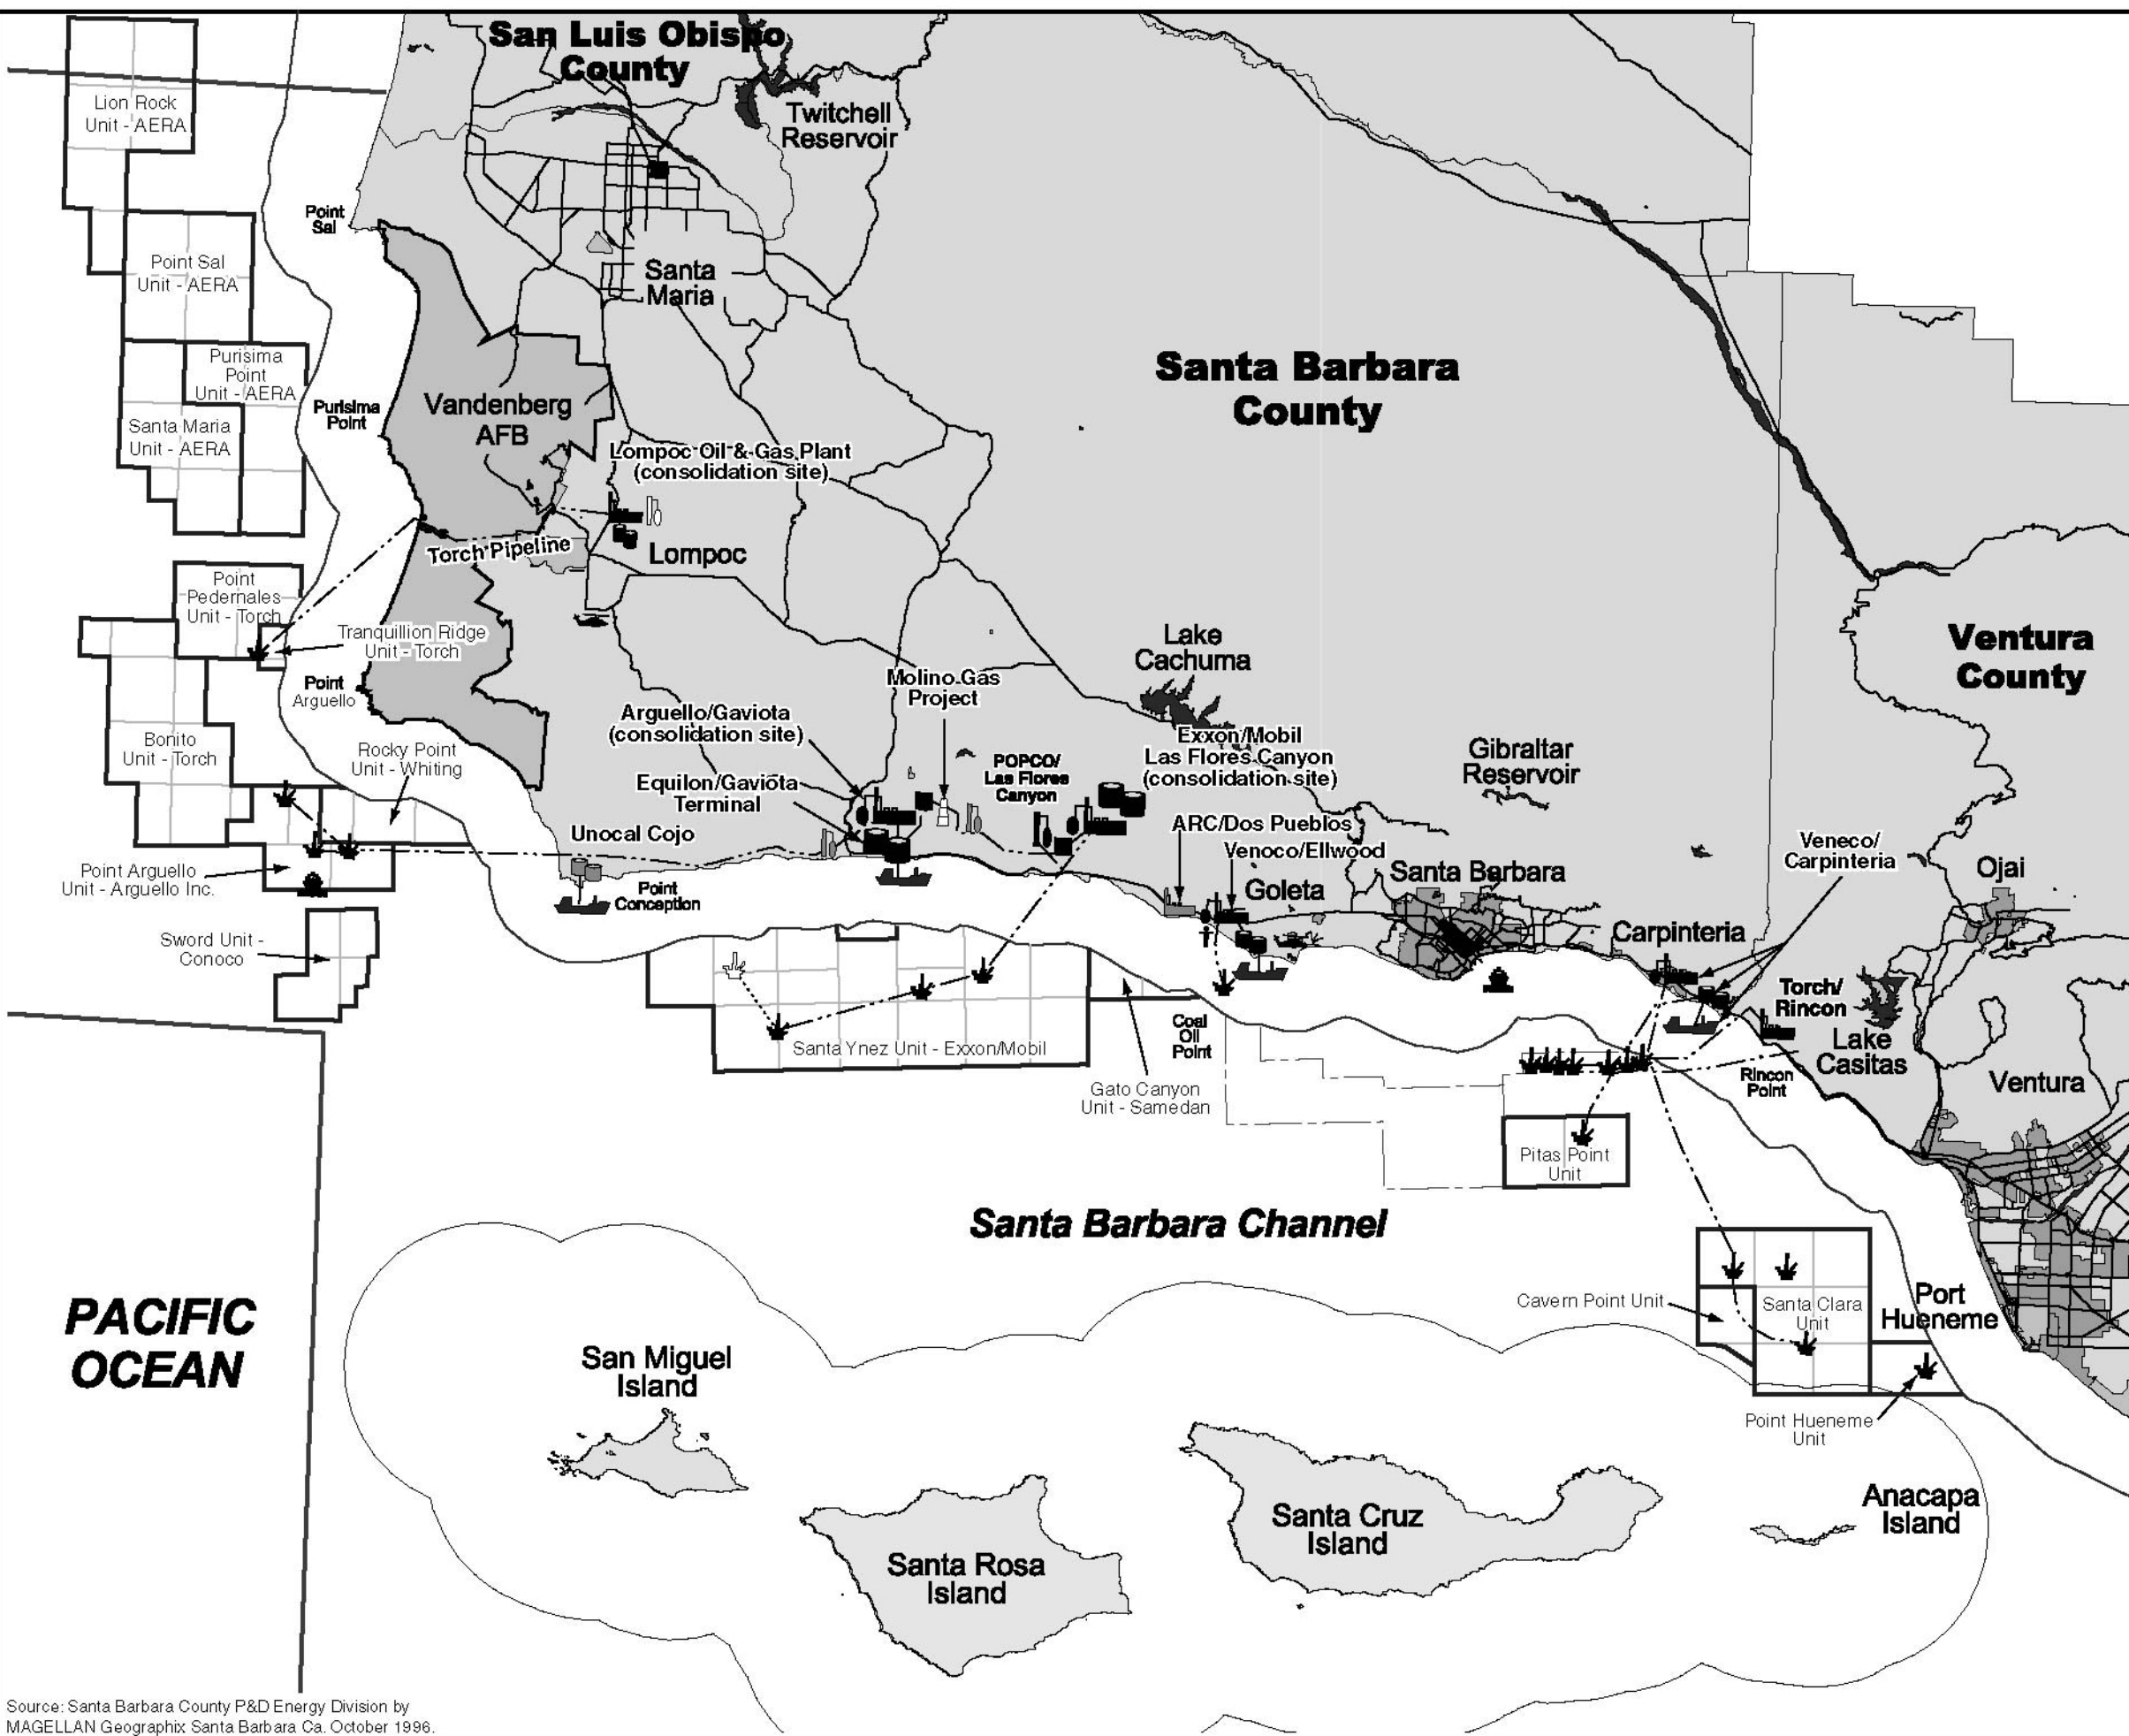 San Luis Obispo
County
Twitchell
Reservoir
Lion Rock
Unit - AERA
Point
Sal
Point Sal
Unit - AERA
Santa
Maria
Purisima
Point
Unit - AERA
Purisima
Point
Santa Maria
Unit - AERA
Vandenberg
AFB
Santa Barbara
County
Lompoc Oil & Gas Plant
(consolidation site)
Torch Pipeline
Lompoc
Point
Pedernales
Unit - Torch
Tranquillion Ridge
Unit - Torch
Point
Arguello
Lake
Cachuma
Ventura
County
Molino Gas
Project
Arguello/Gaviota
(consolidation site)
Bonito
Unit - Torch
Rocky Point
Unit - Whiting
Equilon/Gaviota
Terminal
POPCO/
Las Flores
Canyon
Exxon/Mobil
Las Flores Canyon
(consolidation site)
Gibraltar
Reservoir
Unocal Cojo
ARC/Dos Pueblos
Venoco/Ellwood
Veneco/
Carpinteria
Ojai
Point Arguello
Unit - Arguello Inc.
Point
Conception
Goleta
Santa Barbara
Sword Unit -
Conoco
Carpinteria
Torch/
Rincon
Lake
Casitas
Santa Ynez Unit - Exxon/Mobil
Coal
Oil
Point
Gato Canyon
Unit - Samedan
Rincon
Point
Ventura
Pitas Point
Unit
Santa Barbara Channel
PACIFIC
OCEAN
Cavern Point Unit
Santa Clara
Unit
Port
Hueneme
San Miguel
Island
Point Hueneme
Unit
Santa Rosa
Island
Santa Cruz
Island
Anacapa
Island
Source: Santa Barbara County P&D Energy Division by
MAGELLAN Geographix Santa Barbara Ca. October 1996.